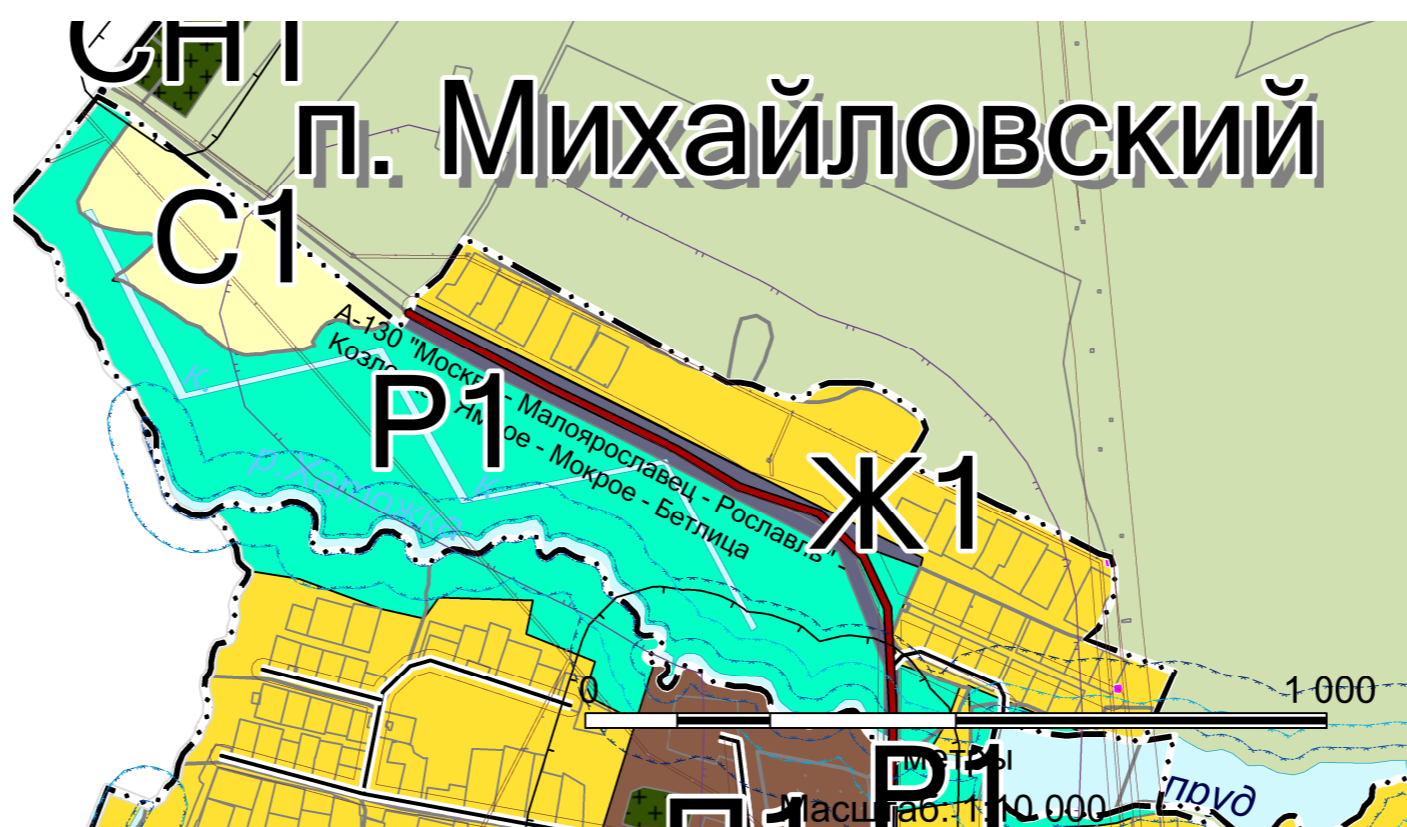 СН1
п. Михайловский
С1
А-130 "Москва - Малоярославец - Рославль" -
Ямное - Мокрое - Бетлица
К.
Р1
р.Хатожка
К.
Ж1
0
1 000
метры
Р1
пруд
П1
Масштаб: 1:10 000